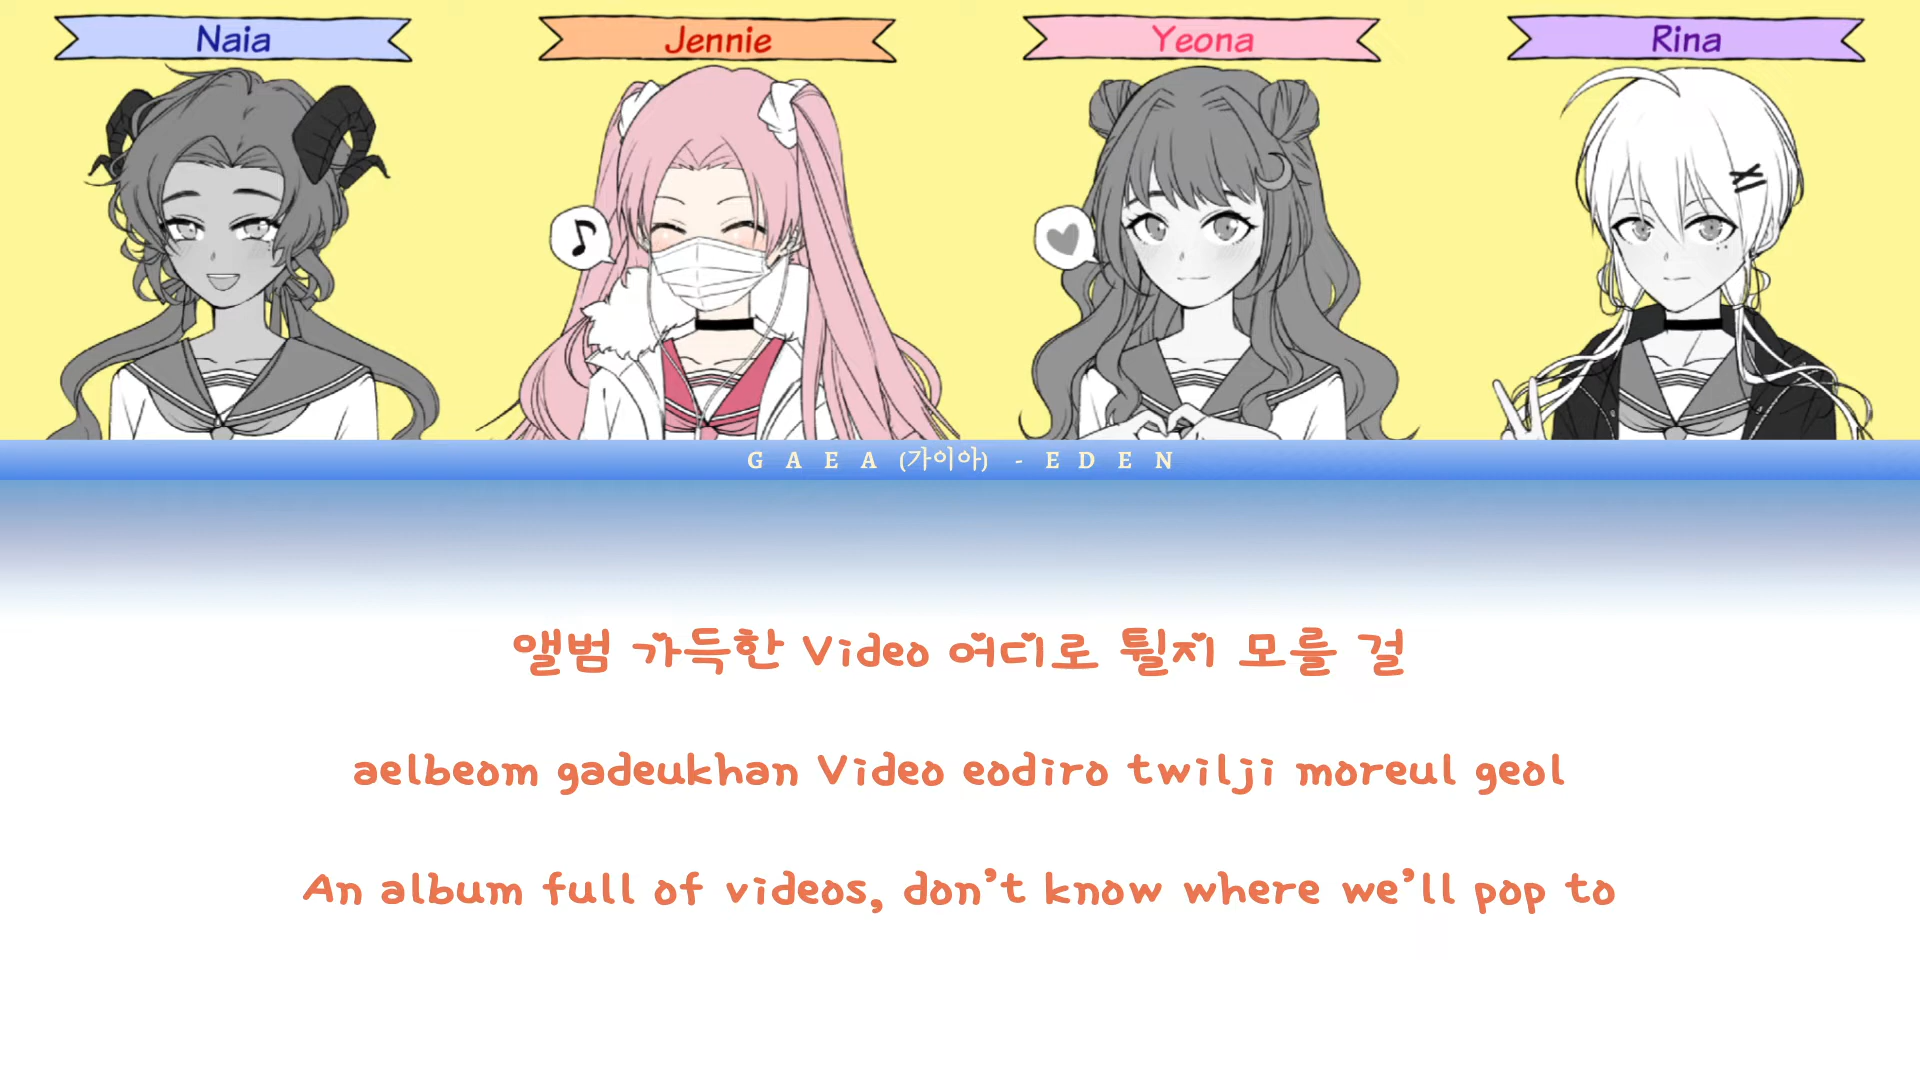 Naia
Jennie
Yeona
Rina
GAEA (가이아) - EDEN
앨범 가득한 Video 어디로 튈지 모를 걸
aelbeom gadeukhan Video eodiro twilji moreul geol
An album full of videos, don't know where we'll pop to